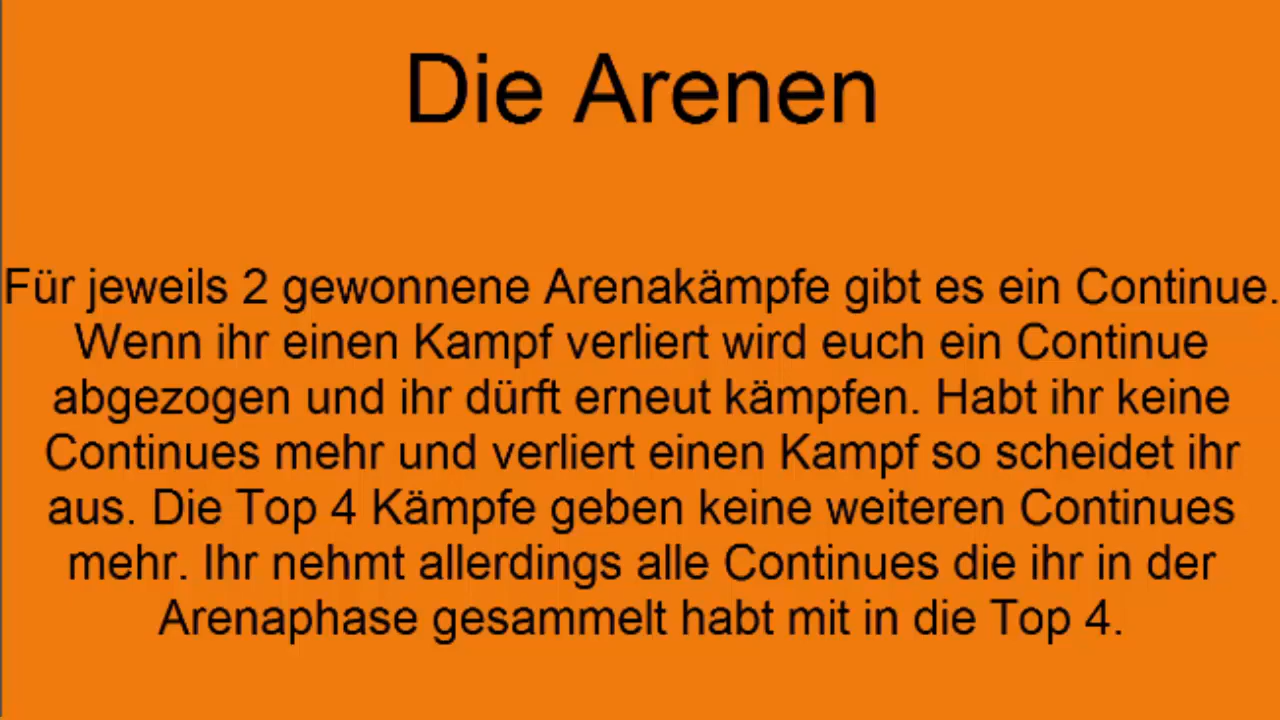 Die Arenen
Für jeweils 2 gewonnene Arenakämpfe gibt es ein Continue.
Wenn ihr einen Kampf verliert wird euch ein Continue
abgezogen und ihr dürft erneut kämpfen. Habt ihr keine
Continues mehr und verliert einen Kampf so scheidet ihr
aus. Die Top 4 Kämpfe geben keine weiteren Continues
mehr. Ihr nehmt allerdings alle Continues die ihr in der
Arenaphase gesammelt habt mit in die Top 4.